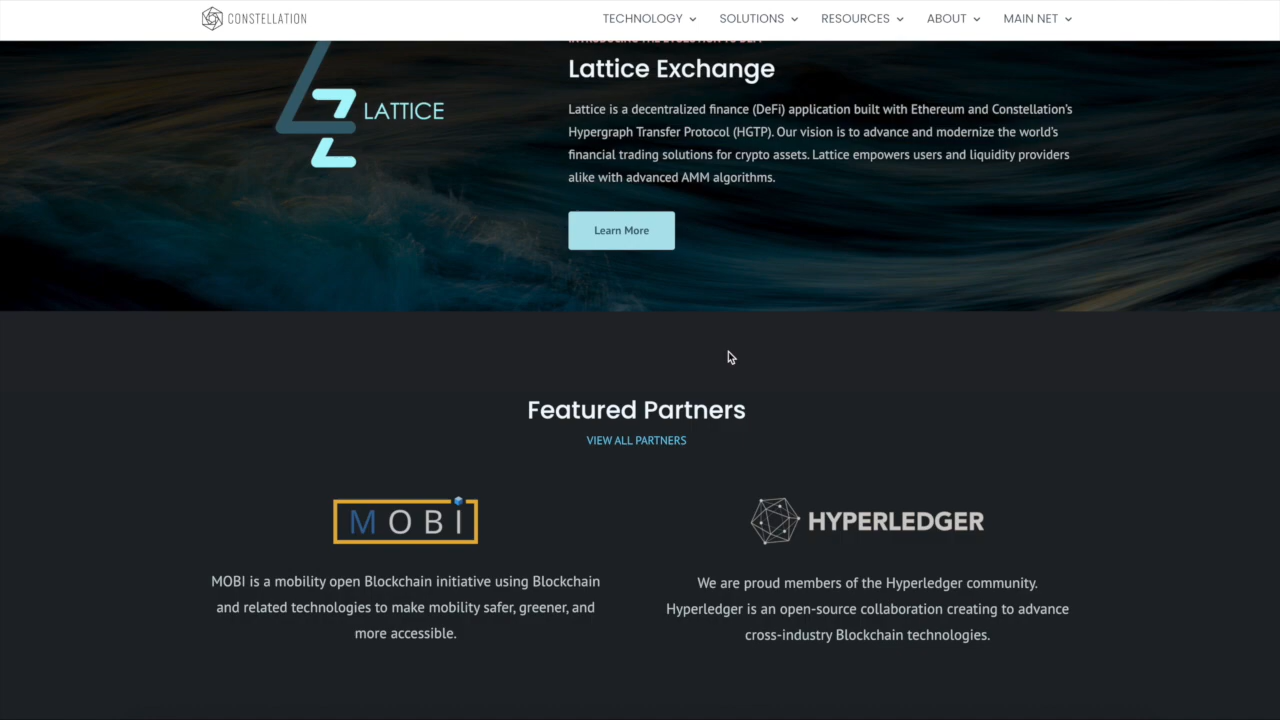 CONSTELLATION
TECHNOLOGY
SOLUTIONS
RESOURCES
ABOUT
MAIN NET
LATTICE
Lattice Exchange
Lattice is a decentralized finance (DeFi) application built with Ethereum and Constellation's
Hypergraph Transfer Protocol (HGTP). Our vision is to advance and modernize the world's
financial trading solutions for crypto assets. Lattice empowers users and liquidity providers
alike with advanced AMM algorithms.
Learn More
Featured Partners
VIEW ALL PARTNERS
MOBI
MOBI is a mobility open Blockchain initiative using Blockchain
and related technologies to make mobility safer, greener, and
more accessible.
HYPERLEDGER
We are proud members of the Hyperledger community.
Hyperledger is an open-source collaboration creating to advance
cross-industry Blockchain technologies.